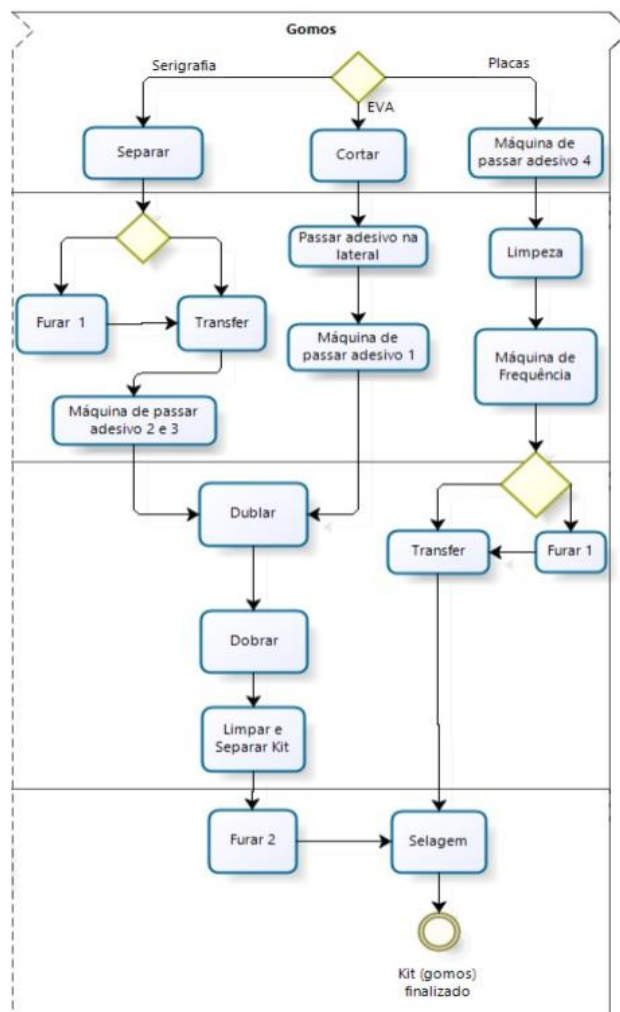 Gomos
Serigrafia
Placas
EVA
Separar
Cortar
Máquina de
passar adesivo 4
Passar adesivo na
lateral
Limpeza
Furar 1
Transfer
Máquina de
passar adesivo 1
Máquina de
Frequência
Máquina de passar
adesivo 2 e 3
Dublar
Transfer
Furar 1
Dobrar
Limpar e
Separar Kit
Furar 2
Selagem
Kit (gomos)
finalizado